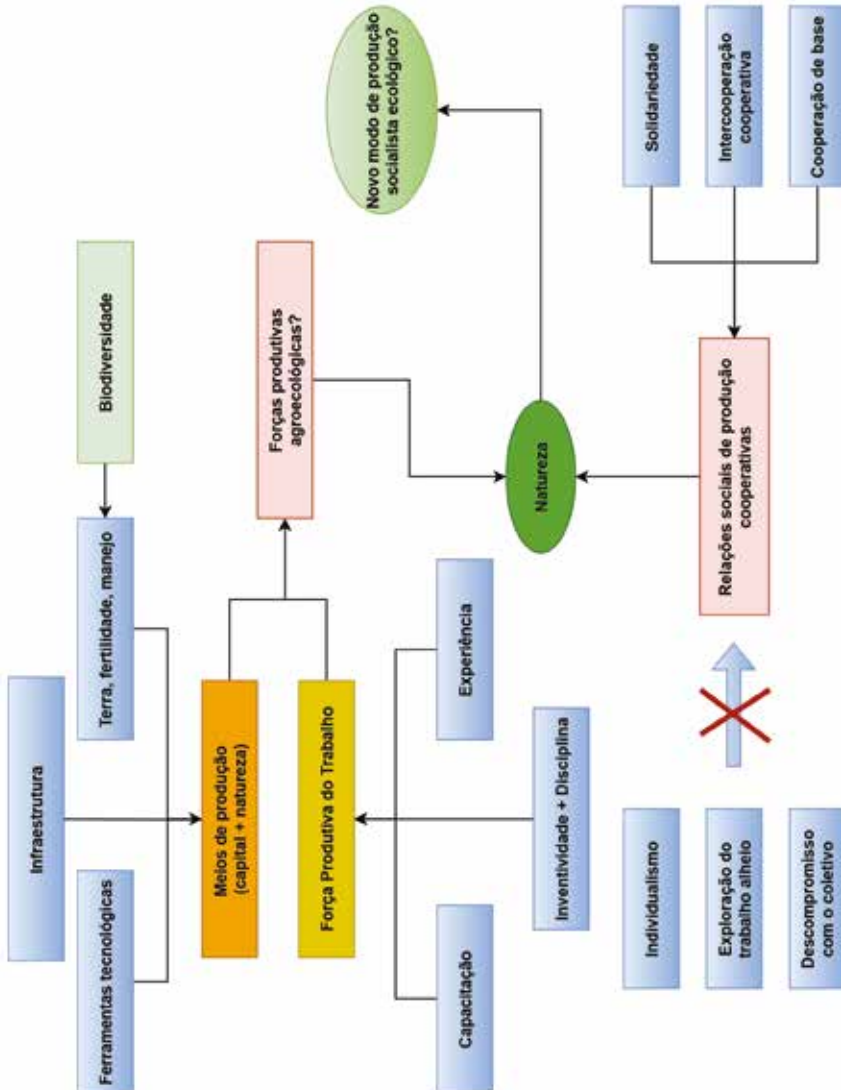 Infraestrutura
Ferramentas tecnológicas
Terra, fertilidade, manejo
Biodiversidade
Meios de produção
(capital + natureza)
Força Produtiva do Trabalho
Forças produtivas
agroecológicas?
Novo modo de produção
socialista ecológico?
Capacitação
Experiência
Natureza
Inventividade + Disciplina
Individualismo
Exploração do
trabalho alheio
Descompromisso
com o coletivo
Relações sociais de produção
cooperativas
Solidariedade
Intercooperação
cooperativa
Cooperação de base